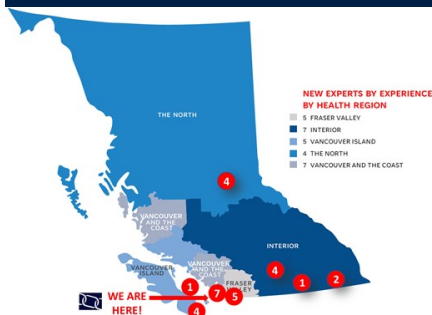 NEW EXPERTS BY EXPERIENCE
BY HEALTH REGION
5 FRASER VALLEY
7 INTERIOR
5 VANCOUVER ISLAND
4 THE NORTH
7 VANCOUVER AND THE COAST
THE NORTH
4
VANCOUVER
AND THE
COAST
INTERIOR
VANCOUVER
ISLAND
VANCOUVER
AND THE
COAST
FRASER
VALLEY
4
1
2
1
7
5
4
WE ARE
HERE!